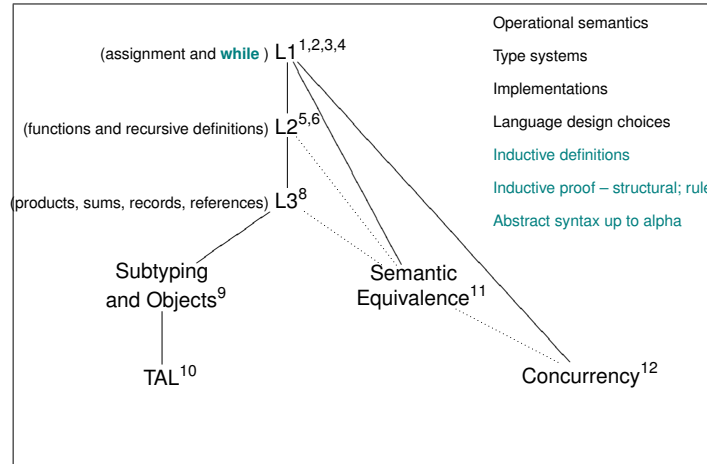 (assignment and while ) L1 1,2,3,4
(functions and recursive definitions) L2 5,6
(products, sums, records, references) L3 8
Subtyping
and Objects 9
Semantic
Equivalence 11
TAL 10
Concurrency 12
Operational semantics
Type systems
Implementations
Language design choices
Inductive definitions
Inductive proof – structural; rule
Abstract syntax up to alpha